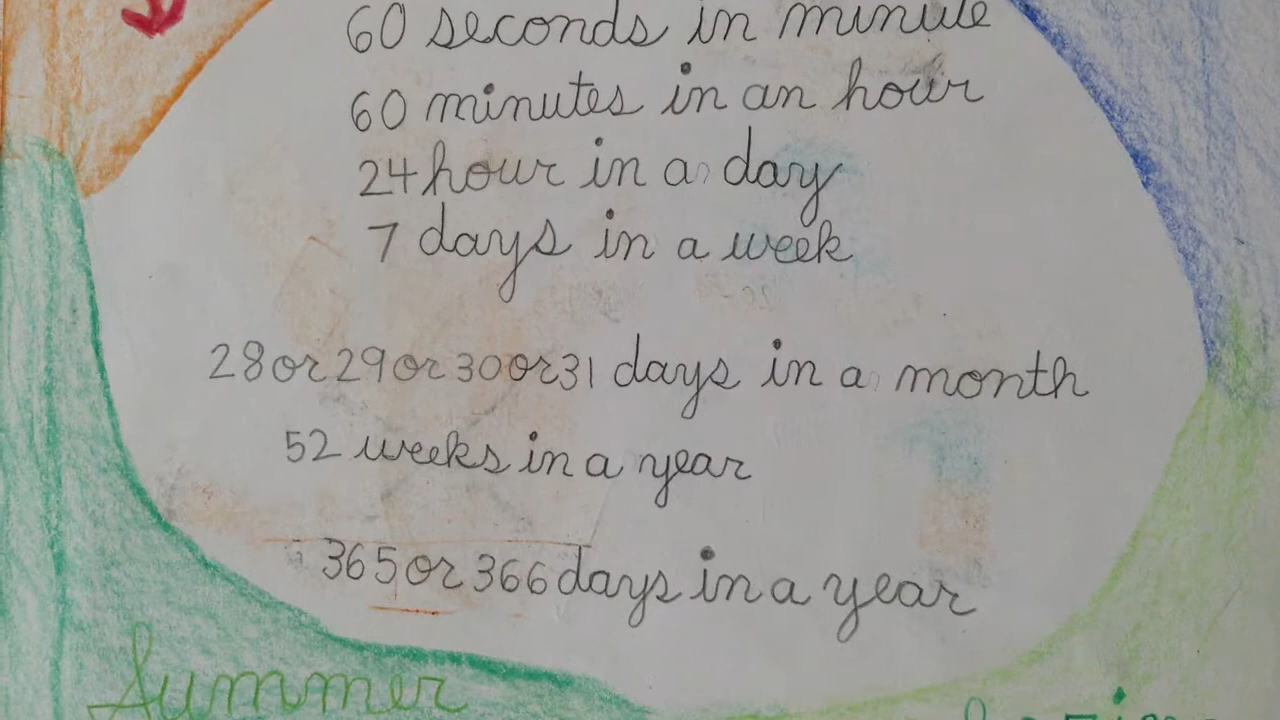 60 seconds in minute
60 minutes in an hour
24 hour in a day
7 days in a week
28 or 29 or 30 or 31 days in a month
52 weeks in a year
365 or 366 days in a year
Summer